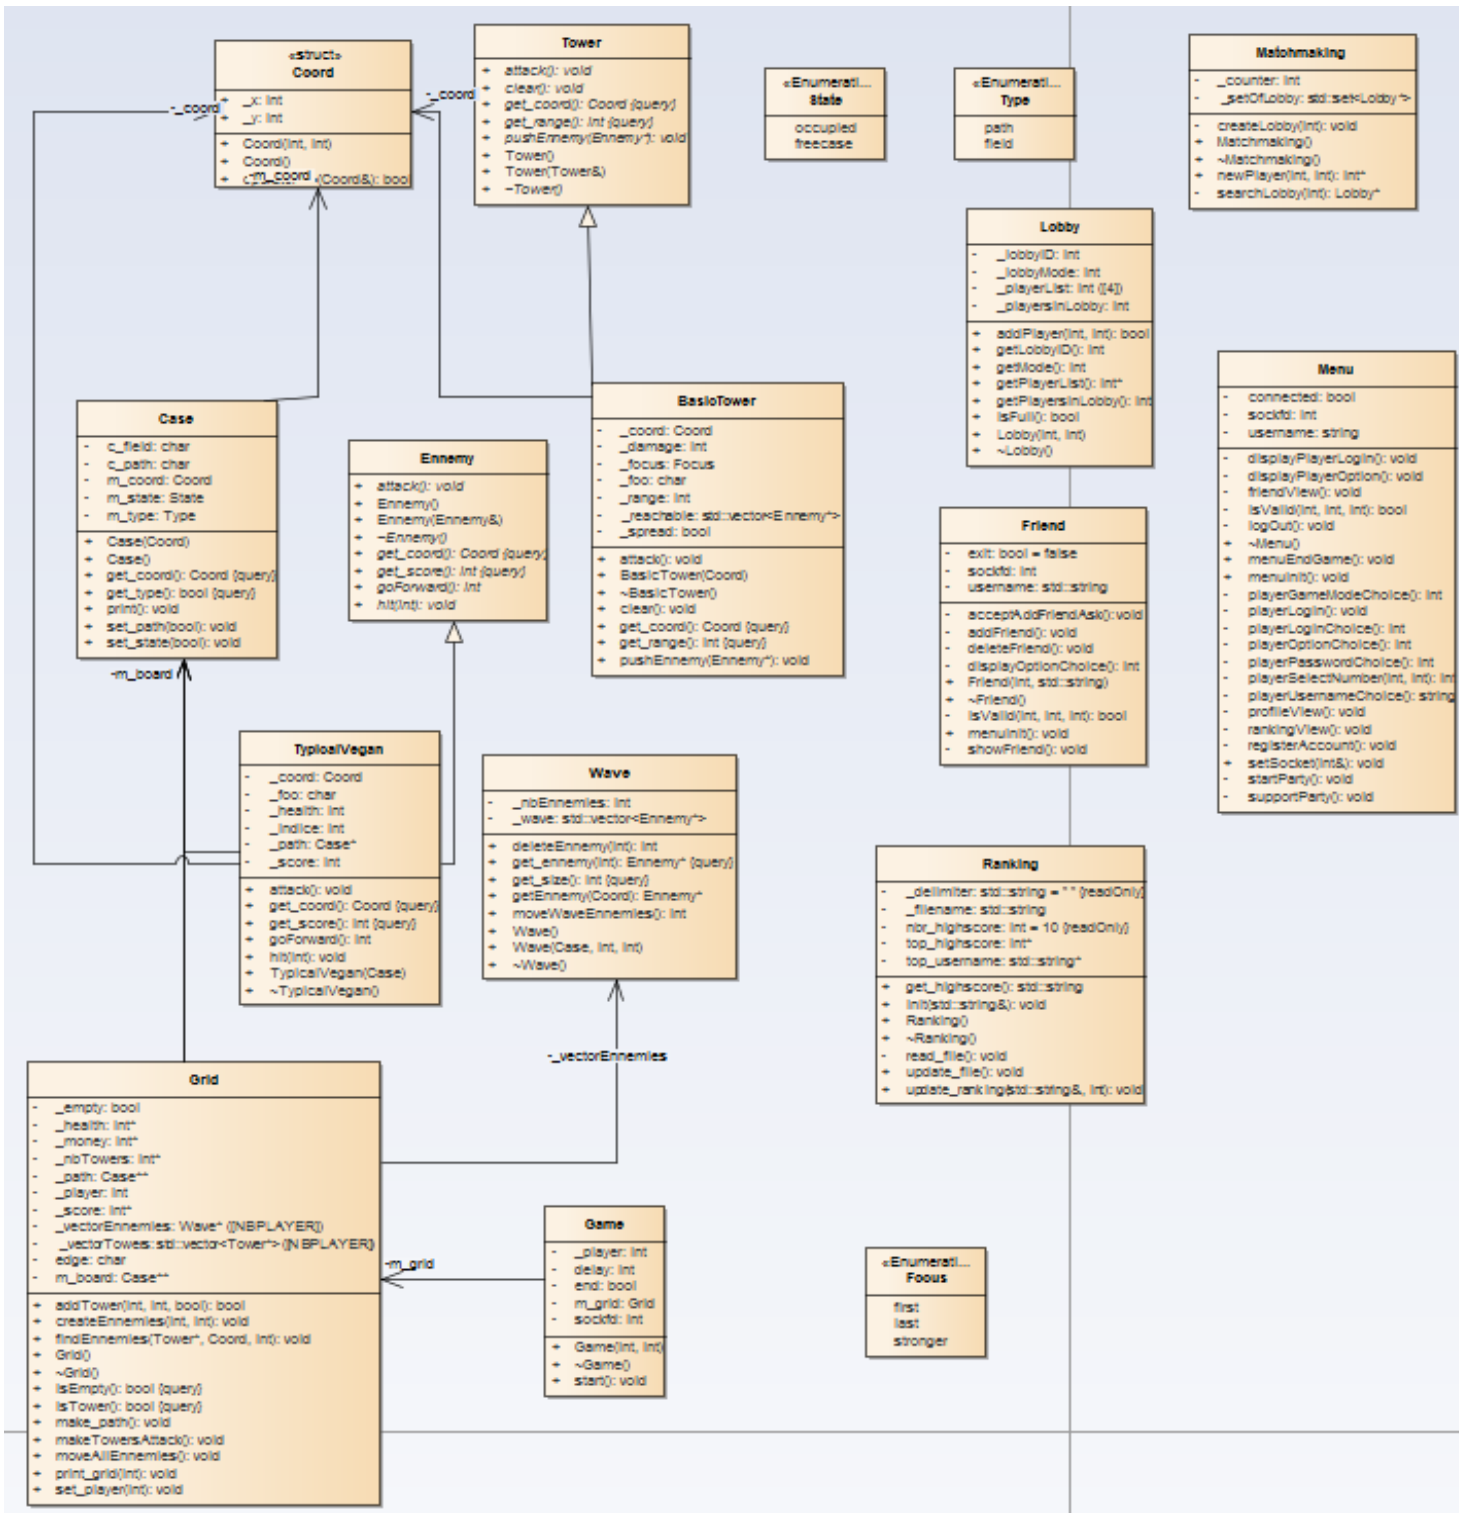 «struct»
Coord
+ _x: int
+ _y: int
+ Coord(int, int)
+ Coord()
(Coord&): bool
-_coord
-_coord
-m_coord
Tower
+ attack(): void
+ clear(): void
+ get_coord(): Coord {query}
+ get_range(): int {query}
+ pushEnnemy(Ennemy*): void
+ Tower()
+ Tower(Tower&)
+ ~Tower()
«Enumerati...
State
occupied
freecase
«Enumerati...
Type
path
field
Matchmaking
- _counter: int
- _setOfLobby: std::set<Lobby*>
- createLobby(int): void
+ Matchmaking()
+ ~Matchmaking()
+ newPlayer(int, int): int*
- searchLobby(int): Lobby*
Lobby
- _lobbyID: int
- _lobbyMode: int
- _playerList: int ([4])
- _playersInLobby: int
+ addPlayer(int, int): bool
+ getLobbyID(): int
+ getMode(): int
+ getPlayerList(): int*
+ getPlayersInLobby(): int
+ isFull(): bool
+ Lobby(int, int)
+ ~Lobby()
Menu
- connected: bool
- sockfd: int
- username: string
- displayPlayerLogin(): void
- displayPlayerOption(): void
- friendView(): void
- isValid(int, int, int): bool
- logOut(): void
+ ~Menu()
+ menuEndGame(): void
+ menuInit(): void
- playerGameModeChoice(): int
- playerLogin(): void
- playerLoginChoice(): int
- playerOptionChoice(): int
- playerPasswordChoice(): int
- playerSelectNumber(int, int): int
- playerUsernameChoice(): string
- profileView(): void
- rankingView(): void
- registerAccount(): void
+ setSocket(int&): void
- startParty(): void
- supportParty(): void
Case
- c_field: char
- c_path: char
- m_coord: Coord
- m_state: State
- m_type: Type
+ Case(Coord)
+ Case()
+ get_coord(): Coord {query}
+ get_type(): bool {query}
+ print(): void
+ set_path(bool): void
+ set_state(bool): void
-m_board
Ennemy
+ attack(): void
+ Ennemy()
+ Ennemy(Ennemy&)
+ ~Ennemy()
+ get_coord(): Coord {query}
+ get_score(): int {query}
+ goForward(): int
+ hit(int): void
BasicTower
- _coord: Coord
- _damage: int
- _focus: Focus
- _foo: char
- _range: int
- _reachable: std::vector<Ennemy*>
- _spread: bool
+ attack(): void
+ BasicTower(Coord)
+ ~BasicTower()
+ clear(): void
+ get_coord(): Coord {query}
+ get_range(): int {query}
+ pushEnnemy(Ennemy*): void
Friend
- exit: bool = false
- sockfd: int
- username: std::string
- acceptAddFriendAsk(): void
- addFriend(): void
- deleteFriend(): void
- displayOptionChoice(): int
+ Friend(int, std::string)
+ ~Friend()
- isValid(int, int, int): bool
+ menuInit(): void
- showFriend(): void
TypicalVegan
- _coord: Coord
- _foo: char
- _health: int
- _indice: int
- _path: Case*
- _score: int
+ attack(): void
+ get_coord(): Coord {query}
+ get_score(): int {query}
+ goForward(): int
+ hit(int): void
+ TypicalVegan(Case)
+ ~TypicalVegan()
Wave
- _nbEnnemies: int
- _wave: std::vector<Ennemy*>
+ deleteEnnemy(int): int
+ get_ennemy(int): Ennemy* {query}
+ get_size(): int {query}
+ getEnnemy(Coord): Ennemy*
+ moveWaveEnnemies(): int
+ Wave()
+ Wave(Case, int, int)
+ ~Wave()
-_vectorEnnemies
Ranking
- _delimiter: std::string = " " {readOnly}
- _filename: std::string
- nbr_highscore: int = 10 {readOnly}
- top_highscore: int*
- top_username: std::string*
+ get_highscore(): std::string
+ init(std::string&): void
+ Ranking()
+ ~Ranking()
- read_file(): void
+ update_file(): void
+ update_ranking(std::string&, int): void
Grid
- _empty: bool
- _health: int*
- _money: int*
- _nbTowers: int*
- _path: Case**
- _player: int
- _score: int*
- _vectorEnnemies: Wave* ([NBPLAYER])
- _vectorTowers: std::vector<Tower*> ([NBPLAYER])
- edge: char
- m_board: Case**
+ addTower(int, int, bool): bool
+ createEnnemies(int, int): void
+ findEnnemies(Tower*, Coord, int): void
+ Grid()
+ ~Grid()
+ isEmpty(): bool {query}
+ isTower(): bool {query}
+ make_path(): void
+ makeTowersAttack(): void
+ moveAllEnnemies(): void
+ print_grid(int): void
+ set_player(int): void
-m_grid
Game
- _player: int
- delay: int
- end: bool
- m_grid: Grid
- sockfd: int
+ Game(int, int)
+ ~Game()
+ start(): void
«Enumerati...
Focus
first
last
stronger